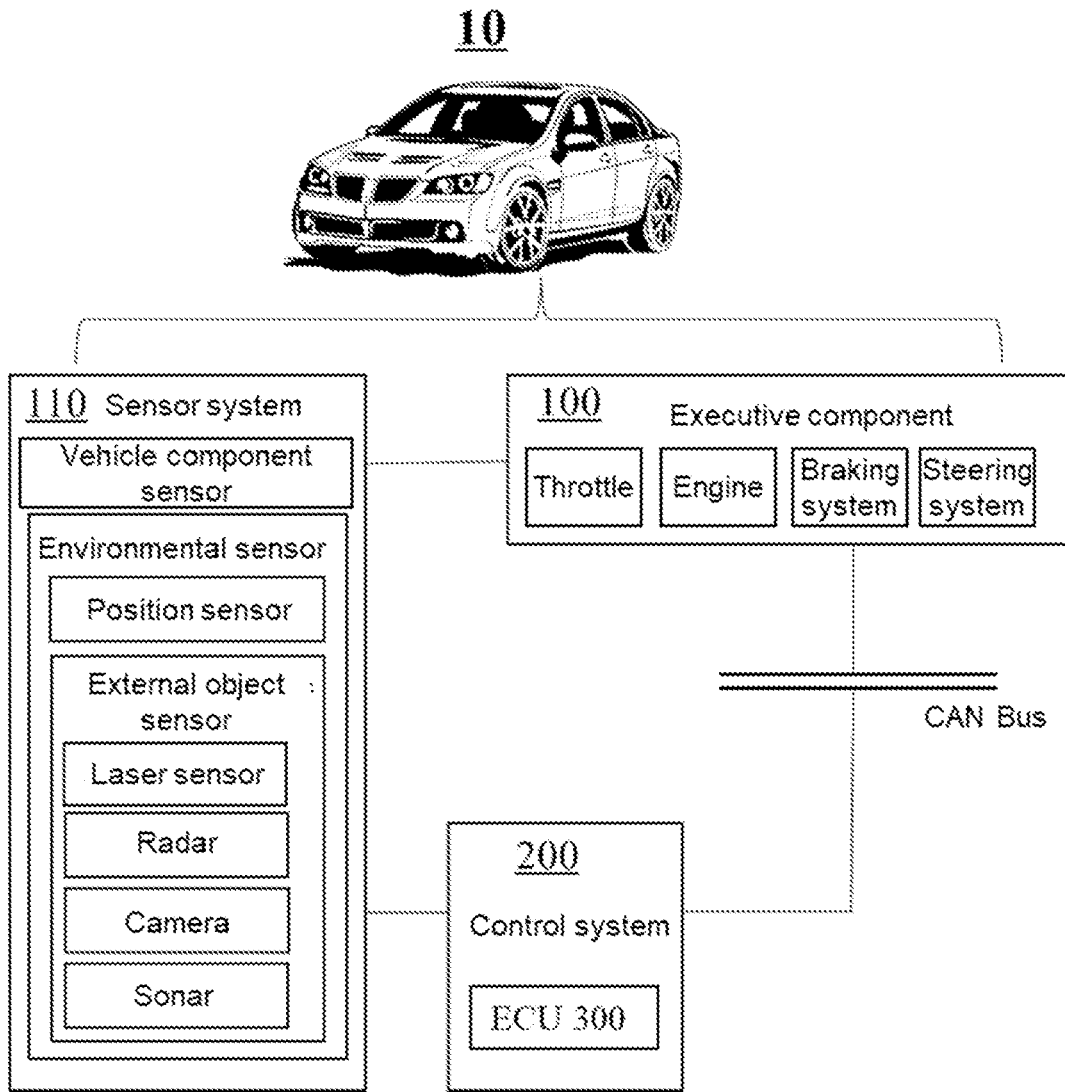 10
110 Sensor system
Vehicle component
sensor
Environmental sensor
Position sensor
External object
sensor
Laser sensor
Radar
Camera
Sonar
100
Executive component
Throttle
Engine
Braking
system
Steering
system
CAN Bus
200
Control system
ECU 300